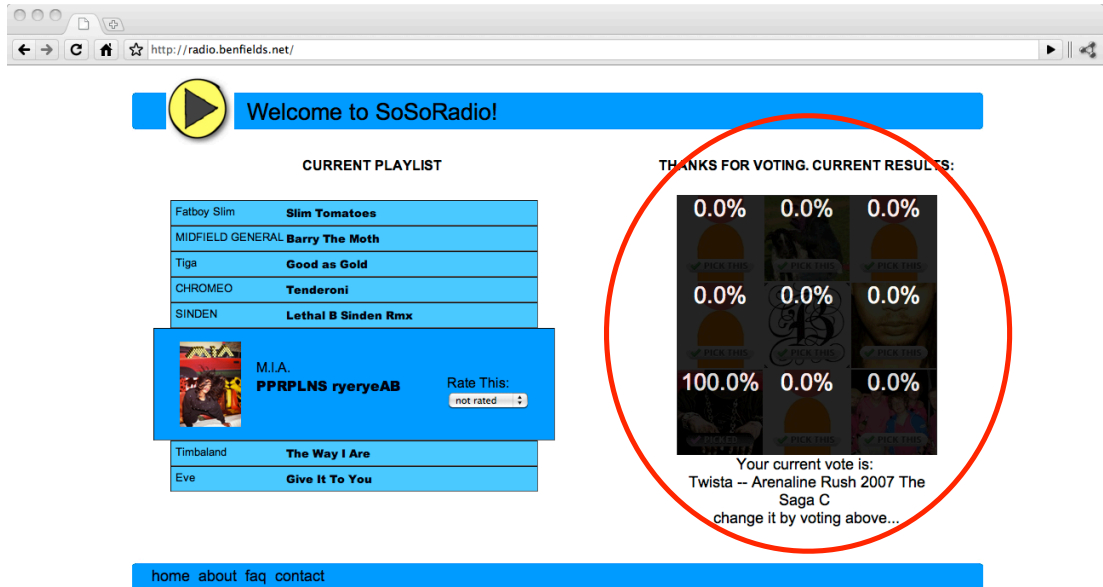 http://radio.benfields.net/
Welcome to SoSoRadio!
CURRENT PLAYLIST
Fatboy Slim Slim Tomatoes
MIDFIELD GENERAL Barry The Moth
Tiga Good as Gold
CHROMEO Tenderoni
SINDEN Lethal B Sinden Rmx
M.I.A.
PPRPLNS ryeryeAB
Rate This:
not rated
Timbaland The Way I Are
Eve Give It To You
THANKS FOR VOTING. CURRENT RESULTS:
0.0% 0.0% 0.0%
PICK THIS PICK THIS PICK THIS
0.0% 0.0% 0.0%
PICK THIS PICK THIS PICK THIS
100.0% 0.0% 0.0%
PICKED PICK THIS PICK THIS
Your current vote is:
Twista -- Arenaline Rush 2007 The
Saga C
change it by voting above...
home about faq contact